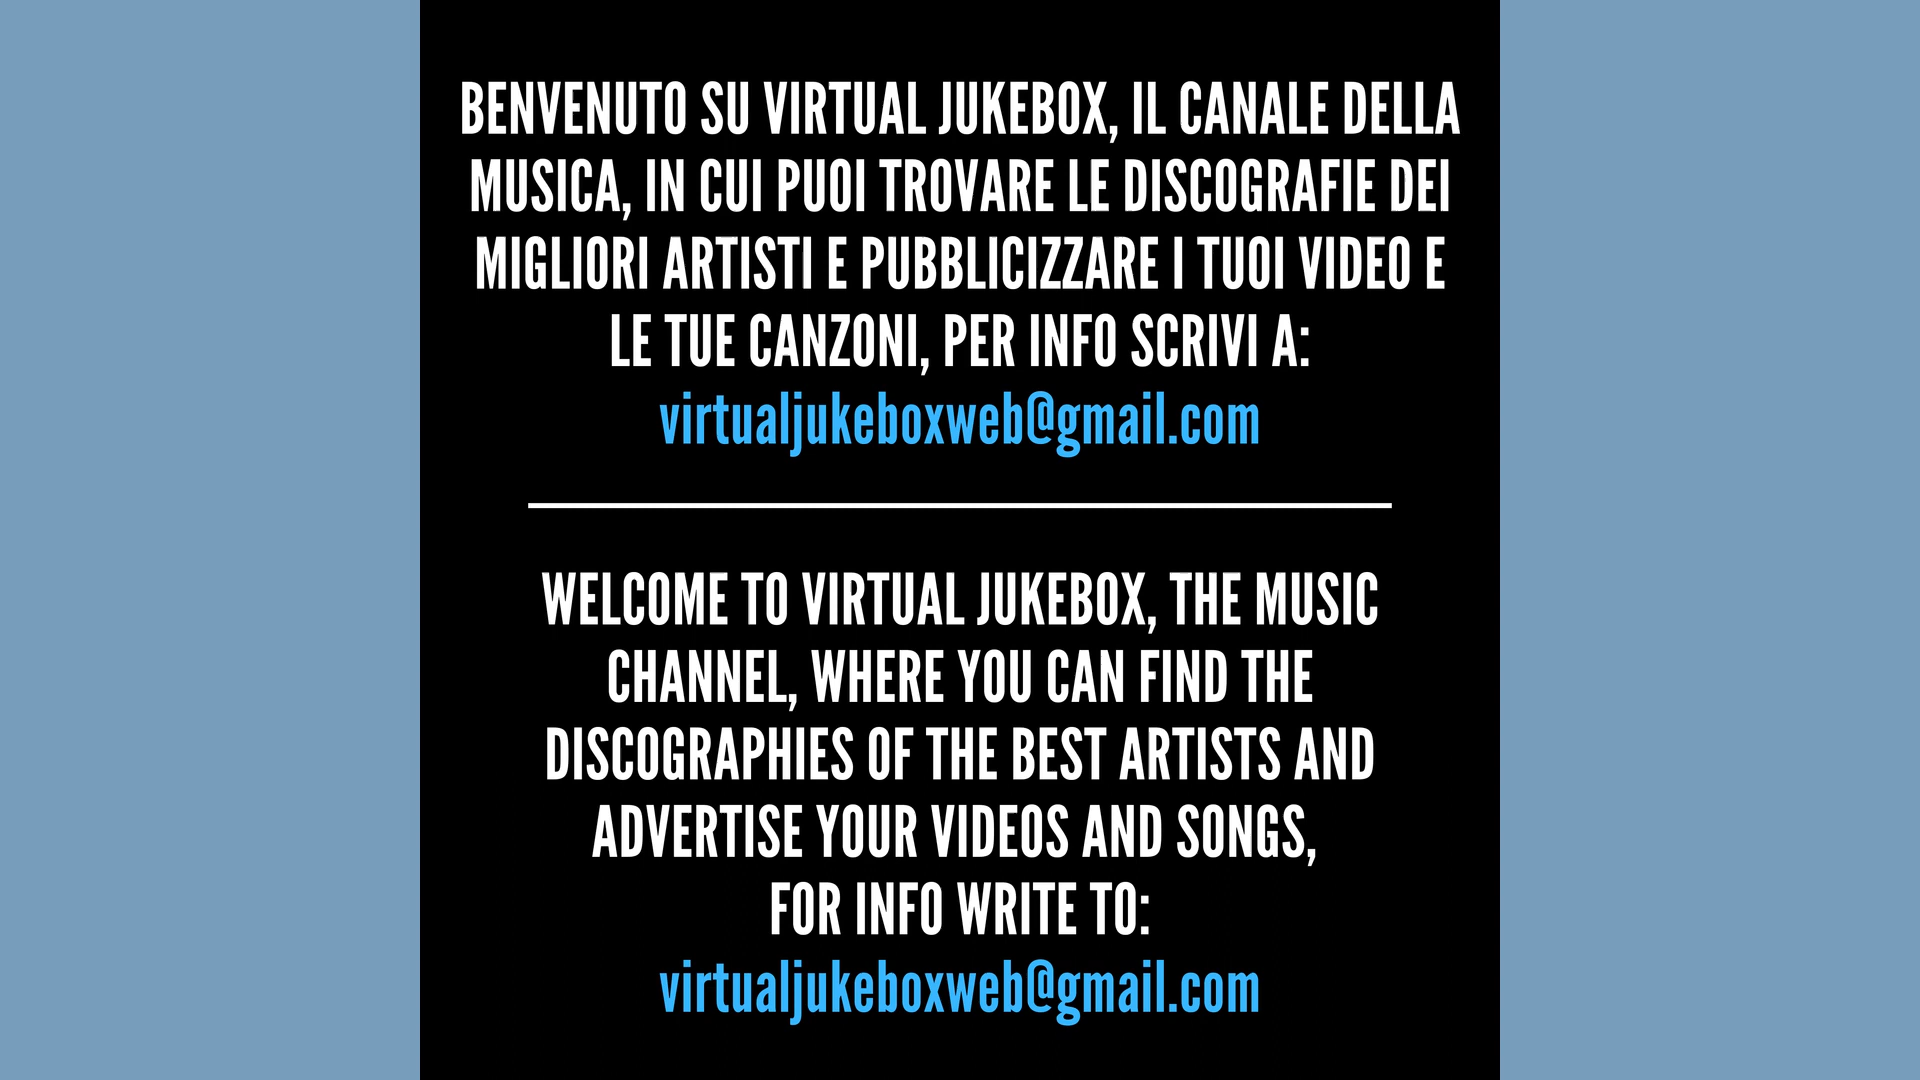 BENVENUTO SU VIRTUAL JUKEBOX, IL CANALE DELLA
MUSICA, IN CUI PUOI TROVARE LE DISCOGRAFIE DEI
MIGLIORI ARTISTI E PUBBLICIZZARE I TUOI VIDEO E
LE TUE CANZONI, PER INFO SCRIVI A:
virtualjukeboxweb@gmail.com
WELCOME TO VIRTUAL JUKEBOX, THE MUSIC
CHANNEL, WHERE YOU CAN FIND THE
DISCOGRAPHIES OF THE BEST ARTISTS AND
ADVERTISE YOUR VIDEOS AND SONGS,
FOR INFO WRITE TO:
virtualjukeboxweb@gmail.com